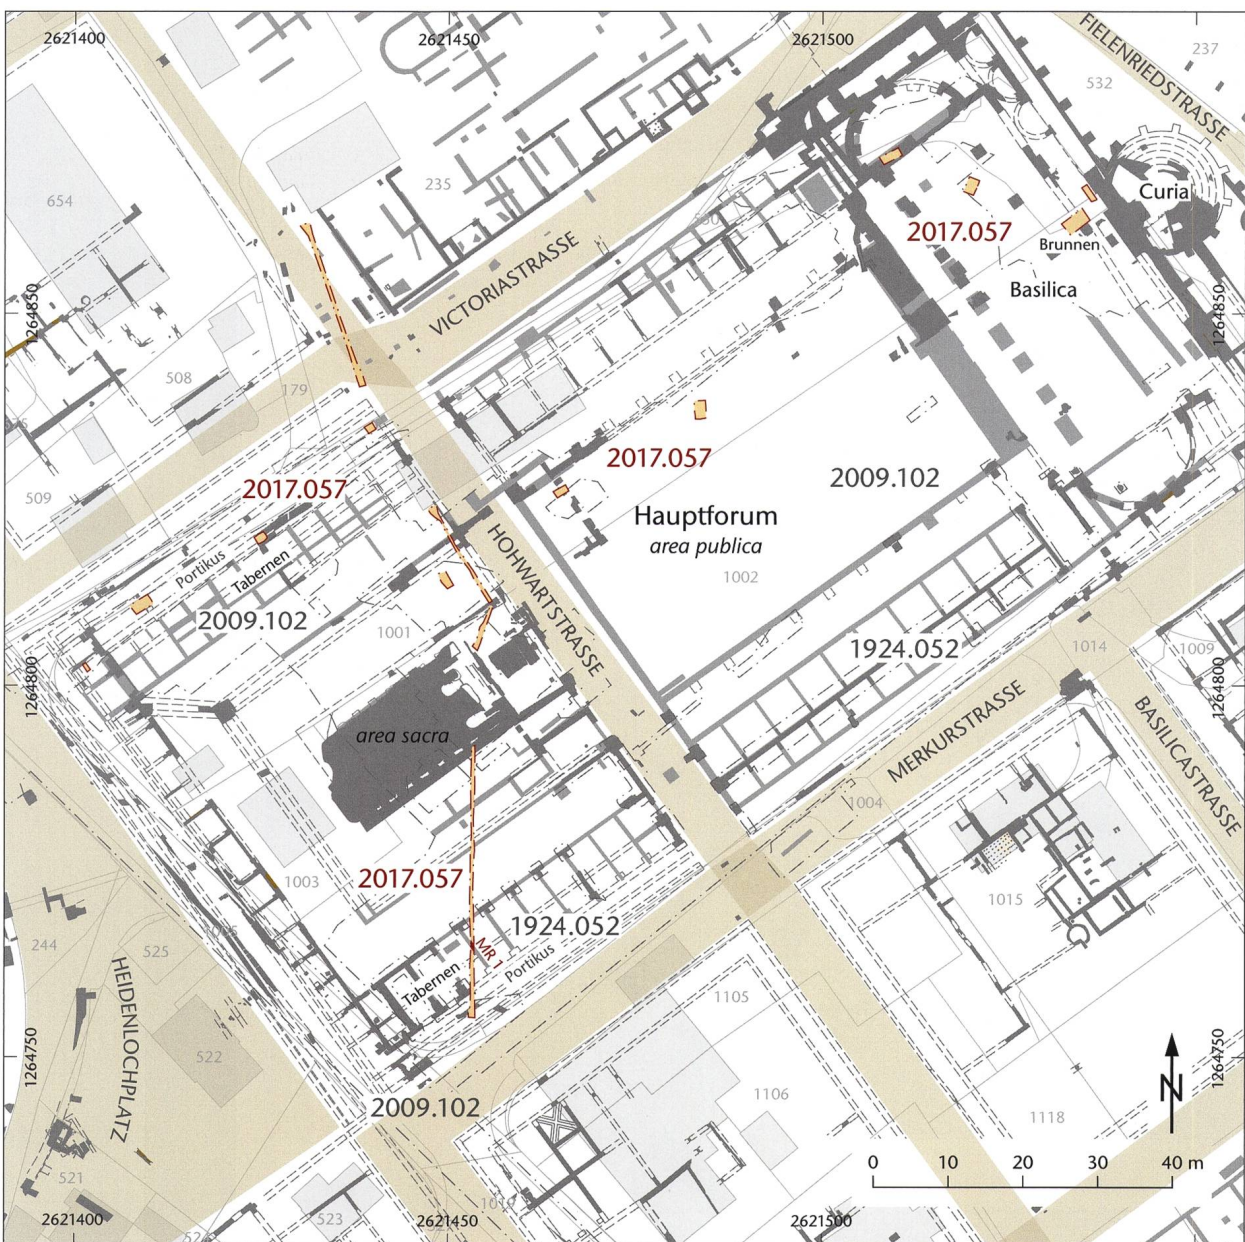 2621400
2621450
2621500
FIELENRIEDSTRASSE
237
532
654
235
Curia
2017.057
Brunnen
VICTORIASTRASSE
Basilica
1264850
1264850
508
179
509
2017.057
2017.057
2009.102
Hauptforum
area publica
HOHWARTSTRASSE
1002
Portikus
Tabernen
2009.102
1001
1924.052
1014
1009
1264800
1264800
area sacra
MERKURSTRASSE
BASILICASTRASSE
1004
2017.057
1003
1015
1924.052
244
525
MR 1
Tabernen
Portikus
HEIDENLOCHPLATZ
1105
522
1264750
1264750
N
1106
2009.102
1118
0 10 20 30 40 m
521
523
2621400
2621450
2621500